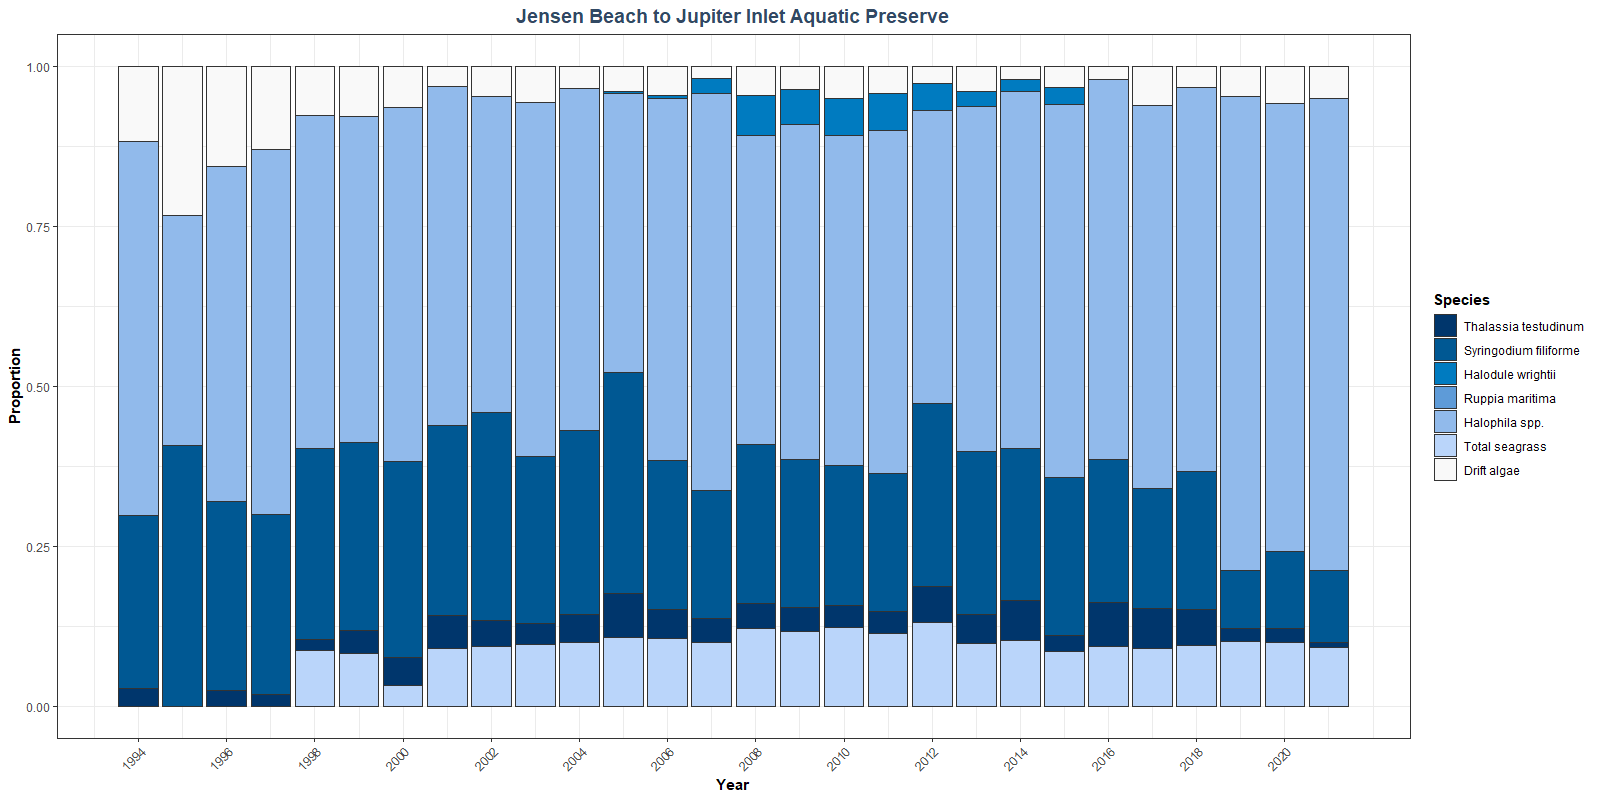 Jensen Beach to Jupiter Inlet Aquatic Preserve
Proportion
1.00
0.75
0.50
0.25
0.00
1994
1996
1998
2000
2002
2004
2006
2008
2010
2012
2014
2016
2018
2020
Year
Species
Thalassia testudinum
Syringodium filiforme
Halodule wrightii
Ruppia maritima
Halophila spp.
Total seagrass
Drift algae